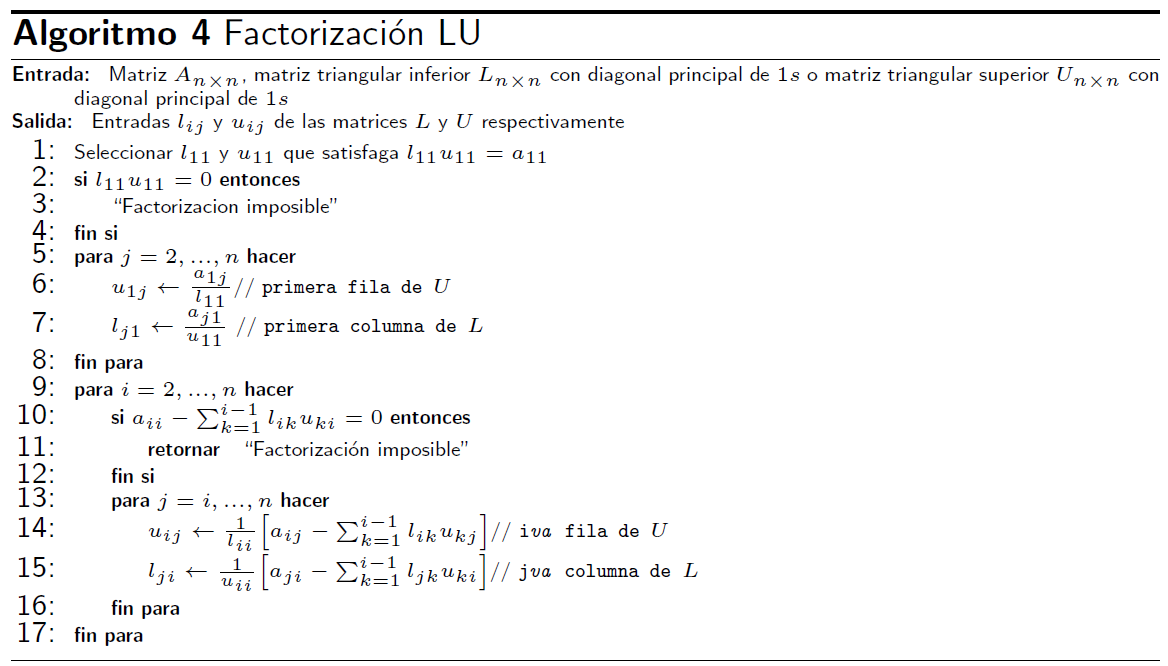 Algoritmo 4 Factorización LU
Entrada: Matriz $A_{n \times n}$, matriz triangular inferior $L_{n \times n}$ con diagonal principal de $1s$ o matriz triangular superior $U_{n \times n}$ con
diagonal principal de $1s$
Salida: Entradas $l_{ij}$ y $u_{ij}$ de las matrices $L$ y $U$ respectivamente
1: Seleccionar $l_{11}$ y $u_{11}$ que satisfaga $l_{11}u_{11} = a_{11}$
2: si $l_{11}u_{11} = 0$ entonces
3: “Factorizacion imposible”
4: fin si
5: para $j = 2, ..., n$ hacer
6: $u_{1j} \leftarrow \frac{a_{1j}}{l_{11}}$// primera fila de $U$
7: $l_{j1} \leftarrow \frac{a_{j1}}{u_{11}}$ // primera columna de $L$
8: fin para
9: para $i = 2, ..., n$ hacer
10: si $a_{ii} - \sum_{k=1}^{i-1} l_{ik}u_{ki} = 0$ entonces
11: retornar “Factorización imposible”
12: fin si
13: para $j = i, ..., n$ hacer
14: $u_{ij} \leftarrow \frac{1}{l_{ii}} \left[ a_{ij} - \sum_{k=1}^{i-1} l_{ik}u_{kj} \right]$// iva fila de $U$
15: $l_{ji} \leftarrow \frac{1}{u_{ii}} \left[ a_{ji} - \sum_{k=1}^{i-1} l_{jk}u_{ki} \right]$// jva columna de $L$
16: fin para
17: fin para